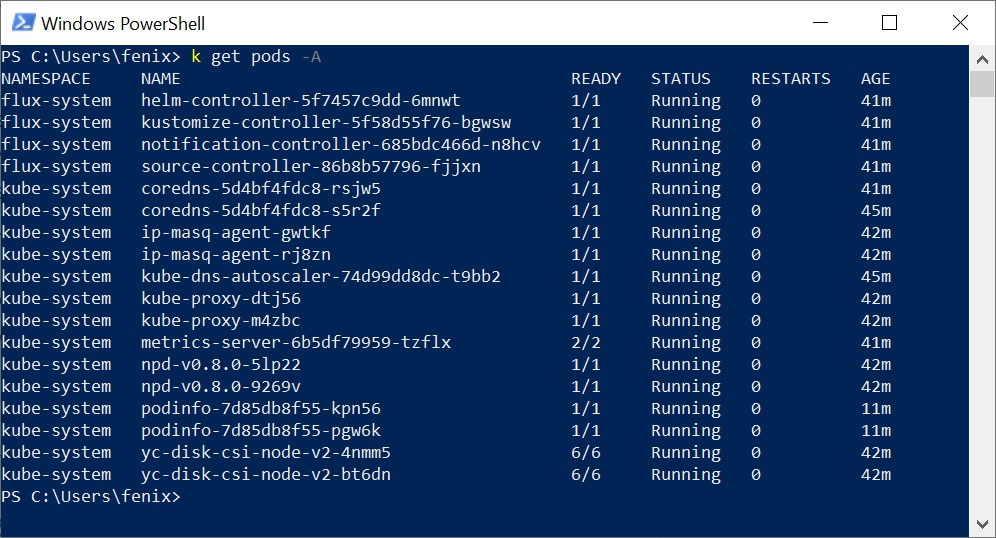 Windows PowerShell
PS C:\Users\fenix> k get pods -A
NAMESPACE     NAME                                       READY   STATUS    RESTARTS   AGE
flux-system   helm-controller-5f7457c9dd-6mnwt           1/1     Running   0          41m
flux-system   kustomize-controller-5f58d55f76-bgwsw      1/1     Running   0          41m
flux-system   notification-controller-685bdc466d-n8hcv   1/1     Running   0          41m
flux-system   source-controller-86b8b57796-fjjxn         1/1     Running   0          41m
kube-system   coredns-5d4bf4fdc8-rsjw5                   1/1     Running   0          41m
kube-system   coredns-5d4bf4fdc8-s5r2f                   1/1     Running   0          45m
kube-system   ip-masq-agent-gwtkf                        1/1     Running   0          42m
kube-system   ip-masq-agent-rj8zn                        1/1     Running   0          42m
kube-system   kube-dns-autoscaler-74d99dd8dc-t9bb2       1/1     Running   0          45m
kube-system   kube-proxy-dtj56                           1/1     Running   0          42m
kube-system   kube-proxy-m4zbc                           1/1     Running   0          42m
kube-system   metrics-server-6b5df79959-tzflx            2/2     Running   0          41m
kube-system   npd-v0.8.0-5lp22                           1/1     Running   0          42m
kube-system   npd-v0.8.0-9269v                           1/1     Running   0          42m
kube-system   podinfo-7d85db8f55-kpn56                   1/1     Running   0          11m
kube-system   podinfo-7d85db8f55-pgw6k                   1/1     Running   0          11m
kube-system   yc-disk-csi-node-v2-4nmm5                  6/6     Running   0          42m
kube-system   yc-disk-csi-node-v2-bt6dn                  6/6     Running   0          42m
PS C:\Users\fenix>